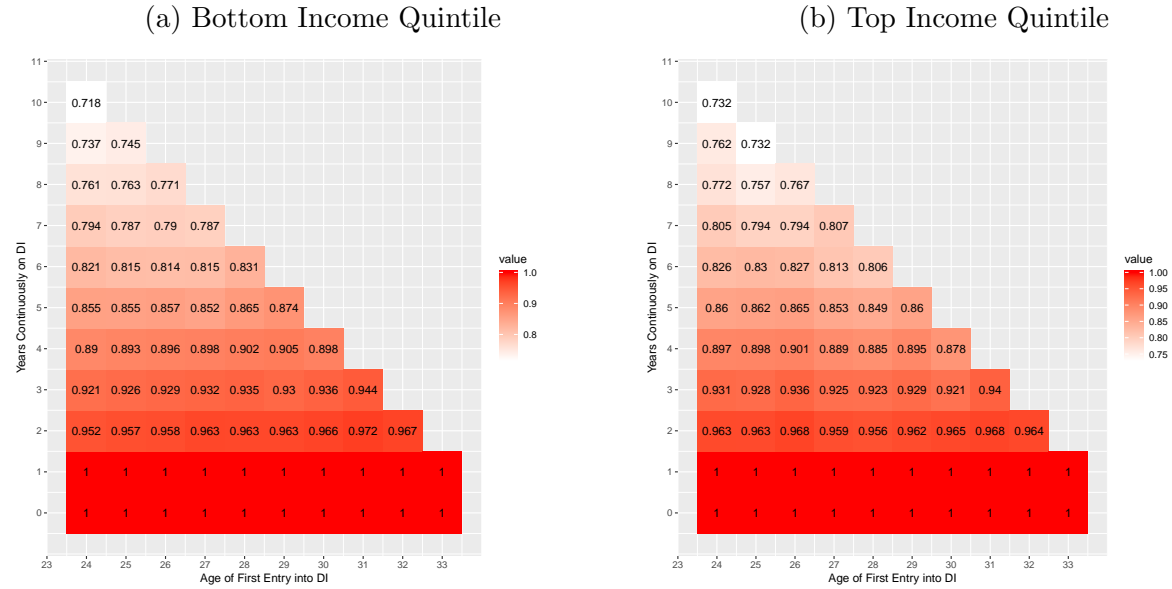 (a) Bottom Income Quintile
11
10 0.718
9 0.737 0.745
8 0.761 0.763 0.771
7 0.794 0.787 0.79 0.787
6 0.821 0.815 0.814 0.815 0.831
5 0.855 0.855 0.857 0.852 0.865 0.874
4 0.89 0.893 0.896 0.898 0.902 0.905 0.898
3 0.921 0.926 0.929 0.932 0.935 0.93 0.936 0.944
2 0.952 0.957 0.958 0.963 0.963 0.963 0.966 0.972 0.967
1 1 1 1 1 1 1 1 1 1 1
0 1 1 1 1 1 1 1 1 1 1
23 24 25 26 27 28 29 30 31 32 33
Age of First Entry into DI
Years Continuously on DI
value
1.0
0.9
0.8
(b) Top Income Quintile
11
10 0.732
9 0.762 0.732
8 0.772 0.757 0.767
7 0.805 0.794 0.794 0.807
6 0.826 0.83 0.827 0.813 0.806
5 0.86 0.862 0.865 0.853 0.849 0.86
4 0.897 0.898 0.901 0.889 0.885 0.895 0.878
3 0.931 0.928 0.936 0.925 0.923 0.929 0.921 0.94
2 0.963 0.963 0.968 0.959 0.956 0.962 0.965 0.968 0.964
1 1 1 1 1 1 1 1 1 1 1
0 1 1 1 1 1 1 1 1 1 1
23 24 25 26 27 28 29 30 31 32 33
Age of First Entry into DI
Years Continuously on DI
value
1.00
0.95
0.90
0.85
0.80
0.75